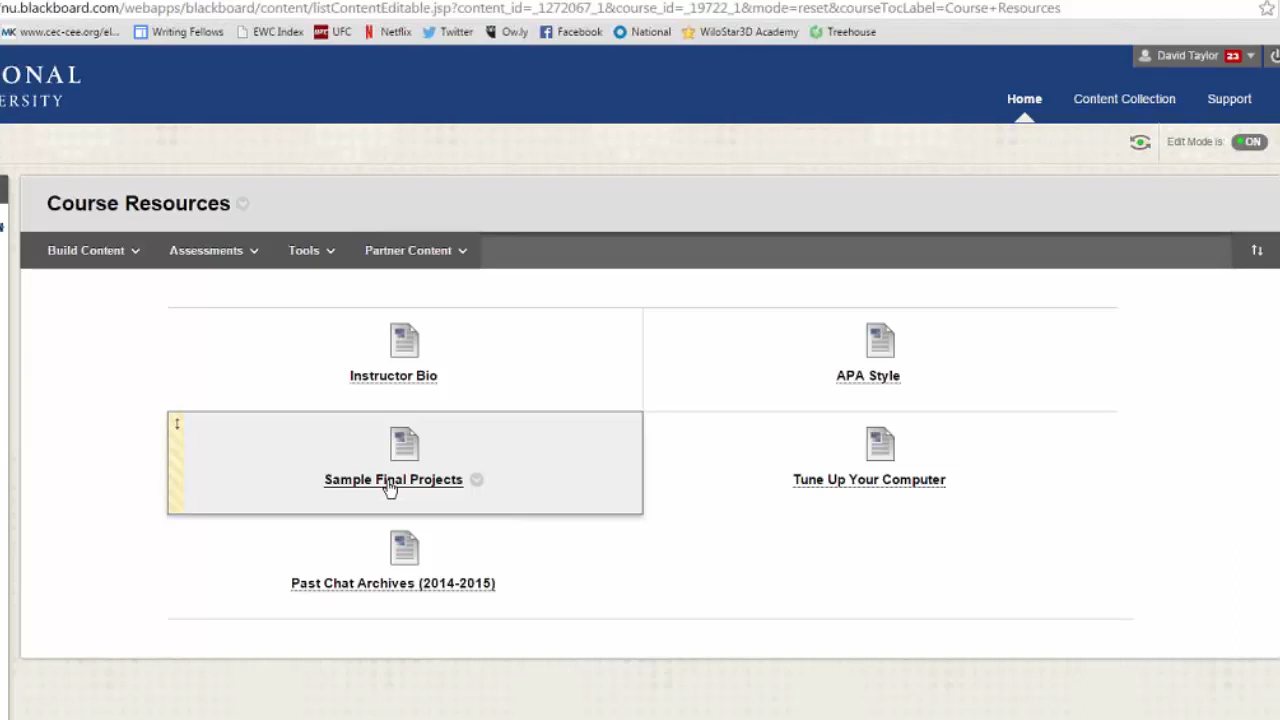 nu.blackboard.com/webapps/blackboard/content/listContentEditable.jsp?content_id=_1272067_1&course_id=_19722_1&mode=reset&courseTocLabel=Course+Resources
MK www.cec-cee.org/el... Writing Fellows EWC Index UFC Netflix Twitter Ow.ly Facebook National WiloStar3D Academy Treehouse
David Taylor 23
ONAL
ERSITY
Home Content Collection Support
Edit Mode is: ON
Course Resources
Build Content Assessments Tools Partner Content
Instructor Bio APA Style
Sample Final Projects Tune Up Your Computer
Past Chat Archives (2014-2015)